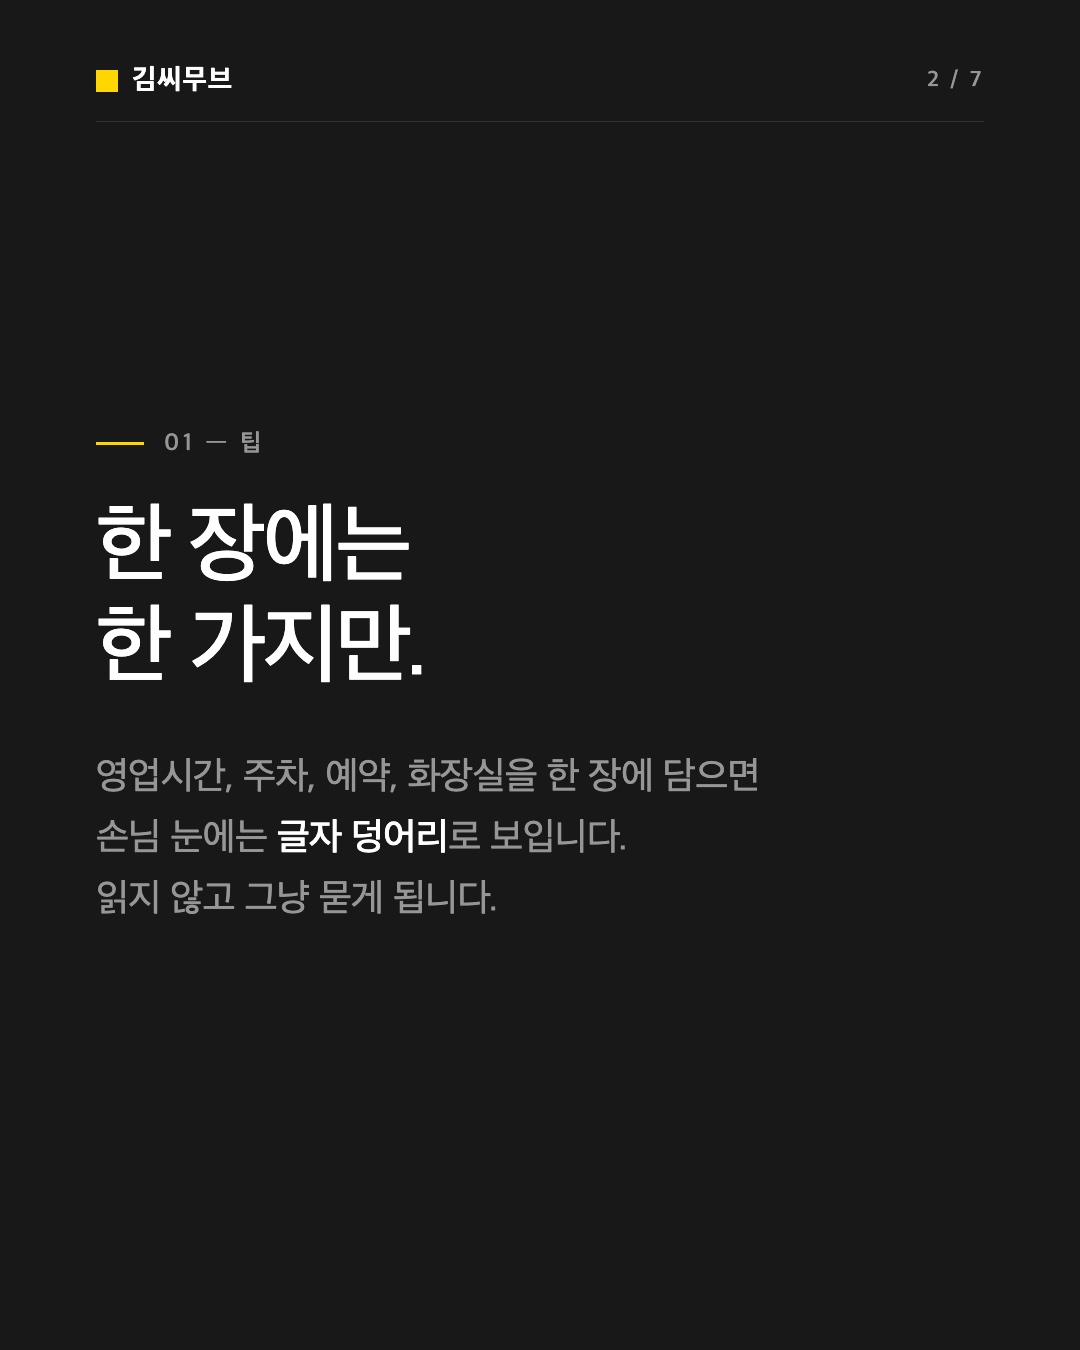 김씨무브
2 / 7
01 — 팁
한 장에는
한 가지만.
영업시간, 주차, 예약, 화장실을 한 장에 담으면
손님 눈에는 글자 덩어리로 보입니다.
읽지 않고 그냥 묻게 됩니다.